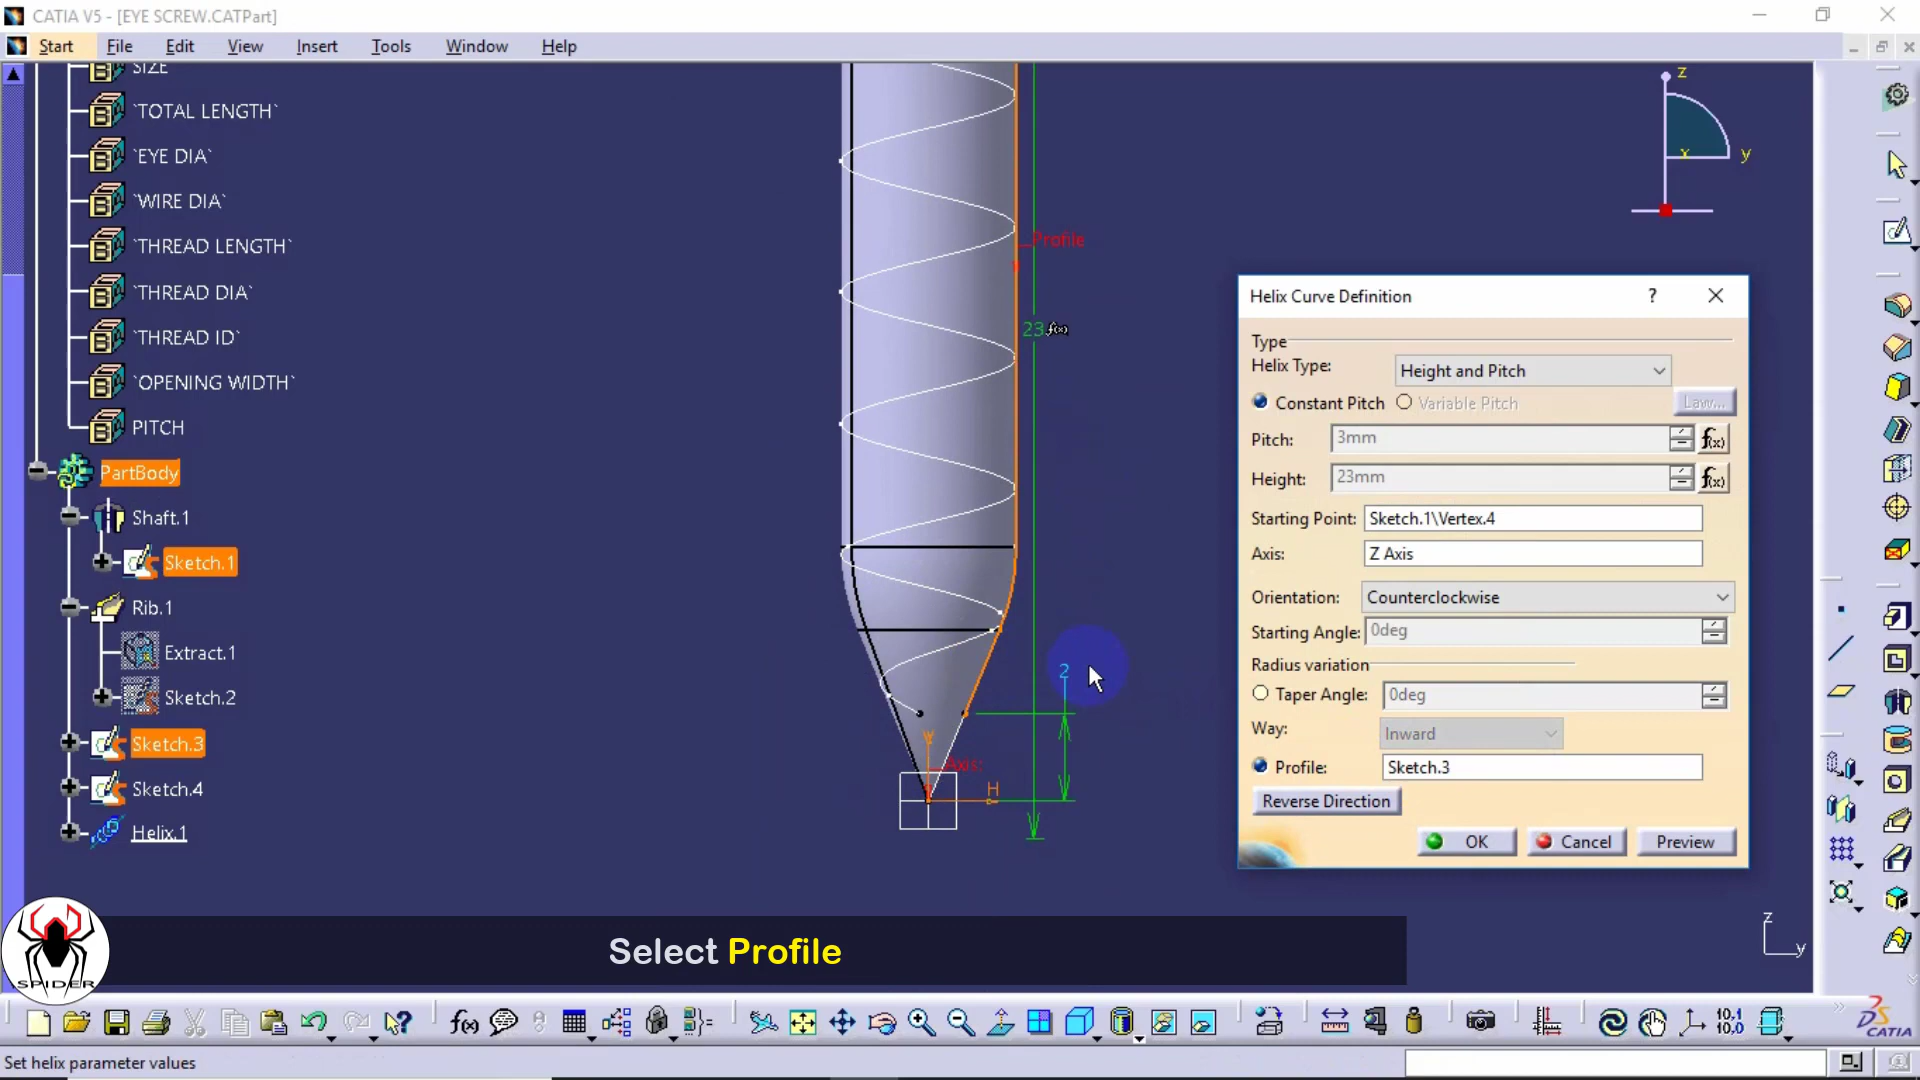 CATIA V5 - [EYE SCREW.CATPart]
Start File Edit View Insert Tools Window Help
SIZE
`TOTAL LENGTH`
`EYE DIA`
`WIRE DIA`
`THREAD LENGTH`
`THREAD DIA`
`THREAD ID`
`OPENING WIDTH`
PITCH
PartBody
Shaft.1
Sketch.1
Rib.1
Extract.1
Sketch.2
Sketch.3
Sketch.4
Helix.1
Profile
23 f(x)
2
Axis:
H
z
x
y
Helix Curve Definition ?
Type
Helix Type: Height and Pitch
Constant Pitch Variable Pitch Law...
Pitch: 3mm f(x)
Height: 23mm f(x)
Starting Point: Sketch.1\Vertex.4
Axis: Z Axis
Orientation: Counterclockwise
Starting Angle: 0deg
Radius variation
Taper Angle: 0deg
Way: Inward
Profile: Sketch.3
Reverse Direction
OK Cancel Preview
z
y
SPIDER
Select Profile
f(x)
10,1
10,0
CATIA
Set helix parameter values